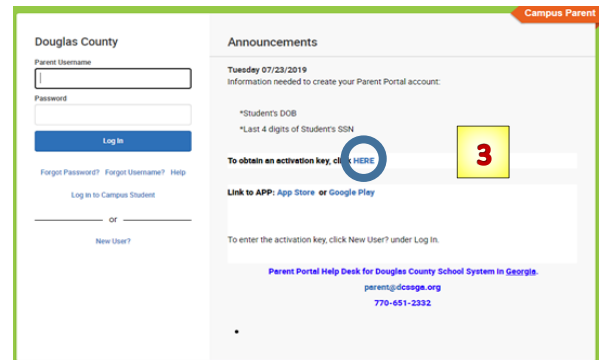 Campus Parent
Douglas County
Parent Username
Password
Log In
Forgot Password? Forgot Username? Help
Log in to Campus Student
or
New User?
Announcements
Tuesday 07/23/2019
Information needed to create your Parent Portal account:
*Student's DOB
*Last 4 digits of Student's SSN
To obtain an activation key, click HERE
3
Link to APP: App Store or Google Play
To enter the activation key, click New User? under Log In.
Parent Portal Help Desk for Douglas County School System in Georgia.
parent@dcssga.org
770-651-2332